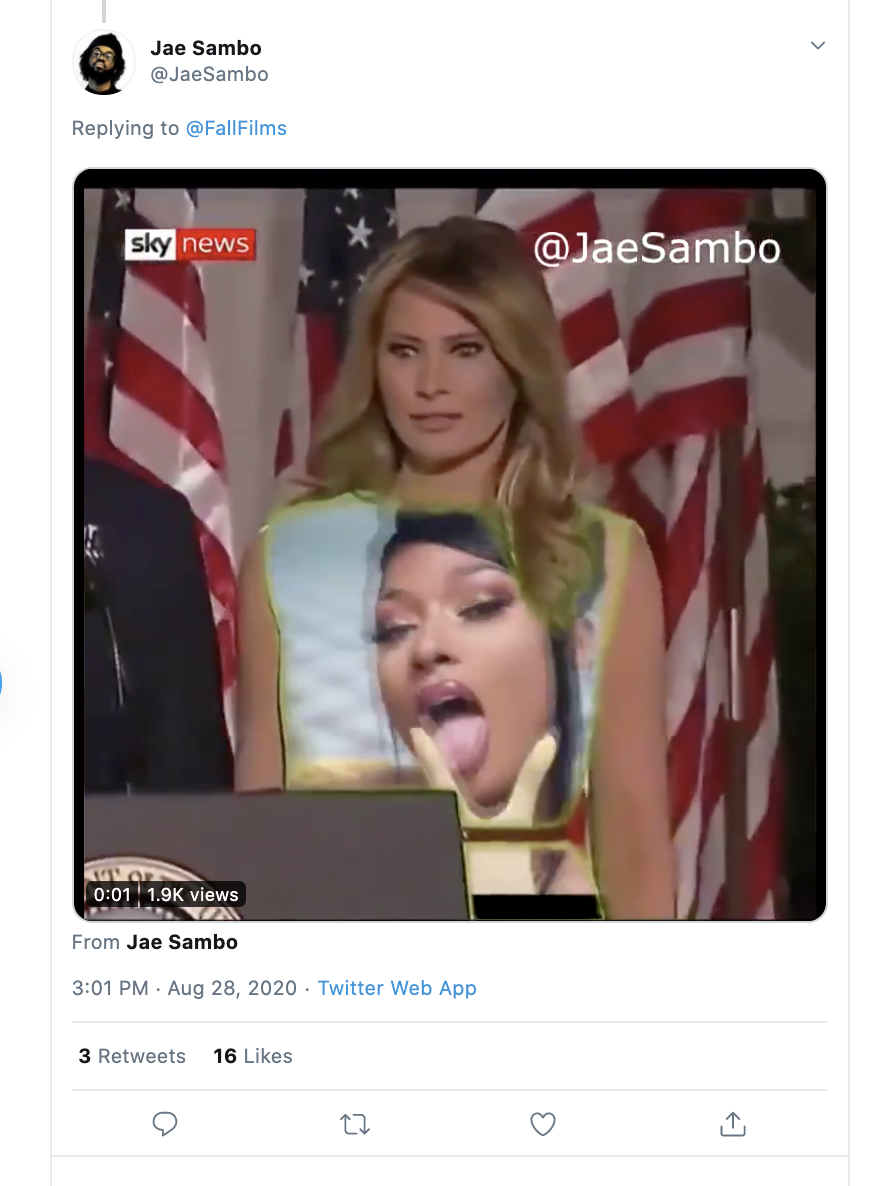 Jae Sambo
@JaeSambo
Replying to @FallFilms
sky news
@JaeSambo
0:01 1.9K views
From Jae Sambo
3:01 PM · Aug 28, 2020 · Twitter Web App
3 Retweets 16 Likes